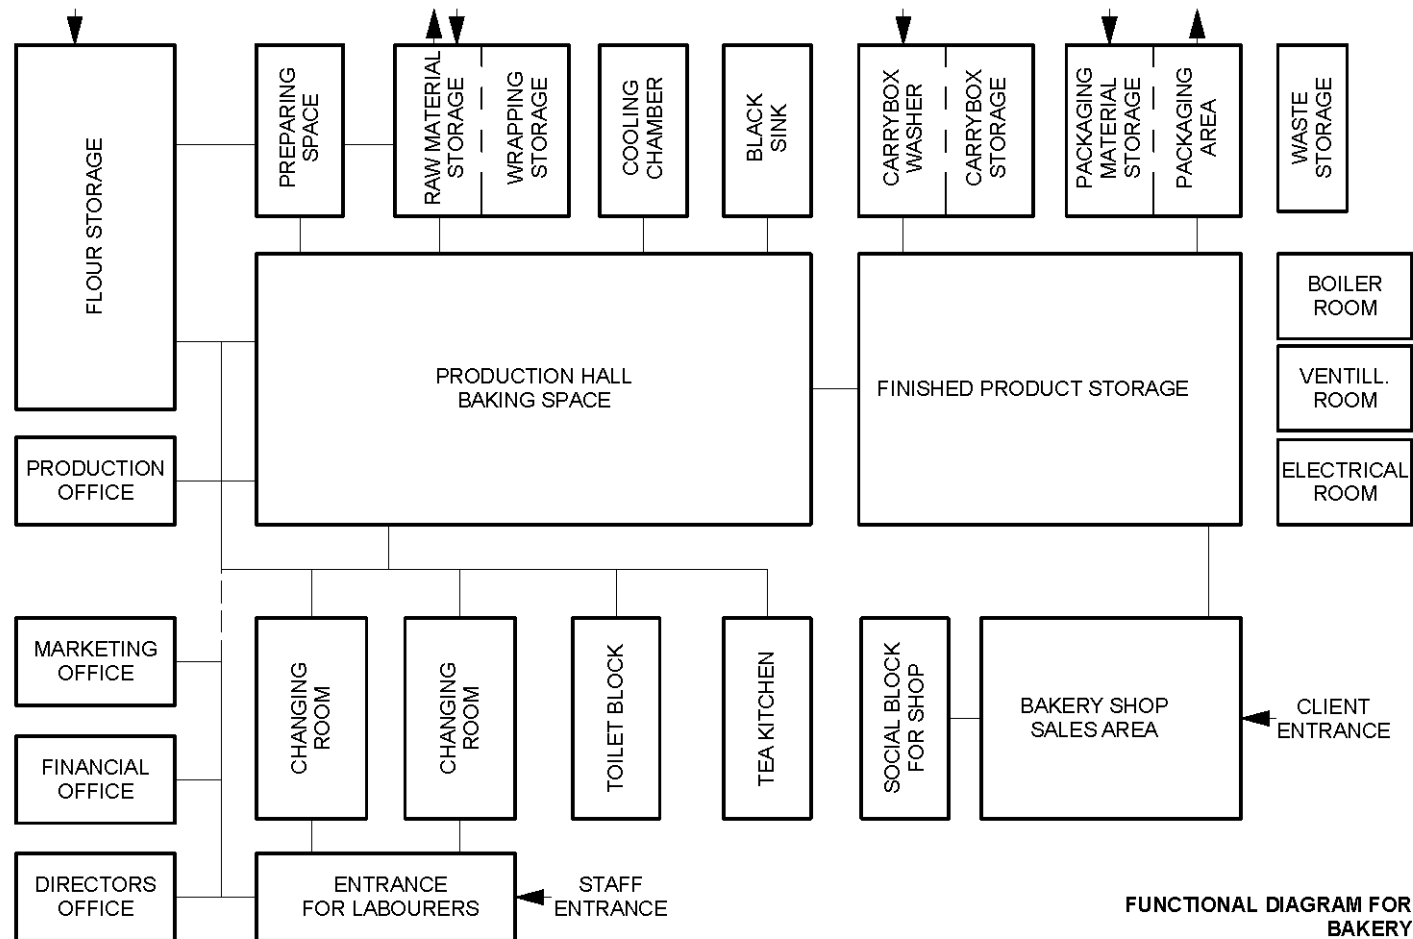 FLOUR STORAGE
PREPARING
SPACE
RAW MATERIAL
STORAGE
WRAPPING
STORAGE
COOLING
CHAMBER
BLACK
SINK
CARRYBOX
WASHER
CARRYBOX
STORAGE
PACKAGING
MATERIAL
STORAGE
PACKAGING
AREA
WASTE
STORAGE
PRODUCTION HALL
BAKING SPACE
FINISHED PRODUCT STORAGE
BOILER
ROOM
VENTILL.
ROOM
ELECTRICAL
ROOM
PRODUCTION
OFFICE
MARKETING
OFFICE
FINANCIAL
OFFICE
DIRECTORS
OFFICE
CHANGING
ROOM
CHANGING
ROOM
TOILET BLOCK
TEA KITCHEN
SOCIAL BLOCK
FOR SHOP
BAKERY SHOP
SALES AREA
CLIENT
ENTRANCE
ENTRANCE
FOR LABOURERS
STAFF
ENTRANCE
FUNCTIONAL DIAGRAM FOR
BAKERY